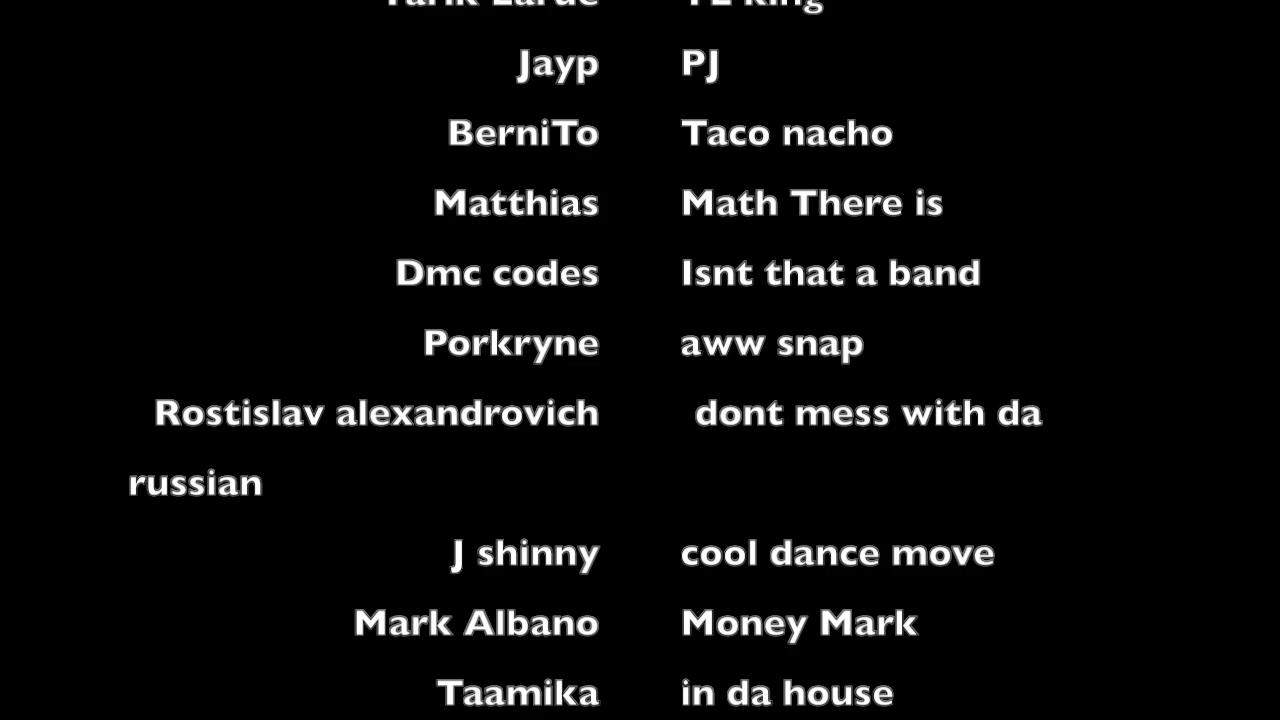 Jayp PJ
BerniTo Taco nacho
Matthias Math There is
Dmc codes Isnt that a band
Porkryne aww snap
Rostislav alexandrovich dont mess with da
russian
J shinny cool dance move
Mark Albano Money Mark
Taamika in da house